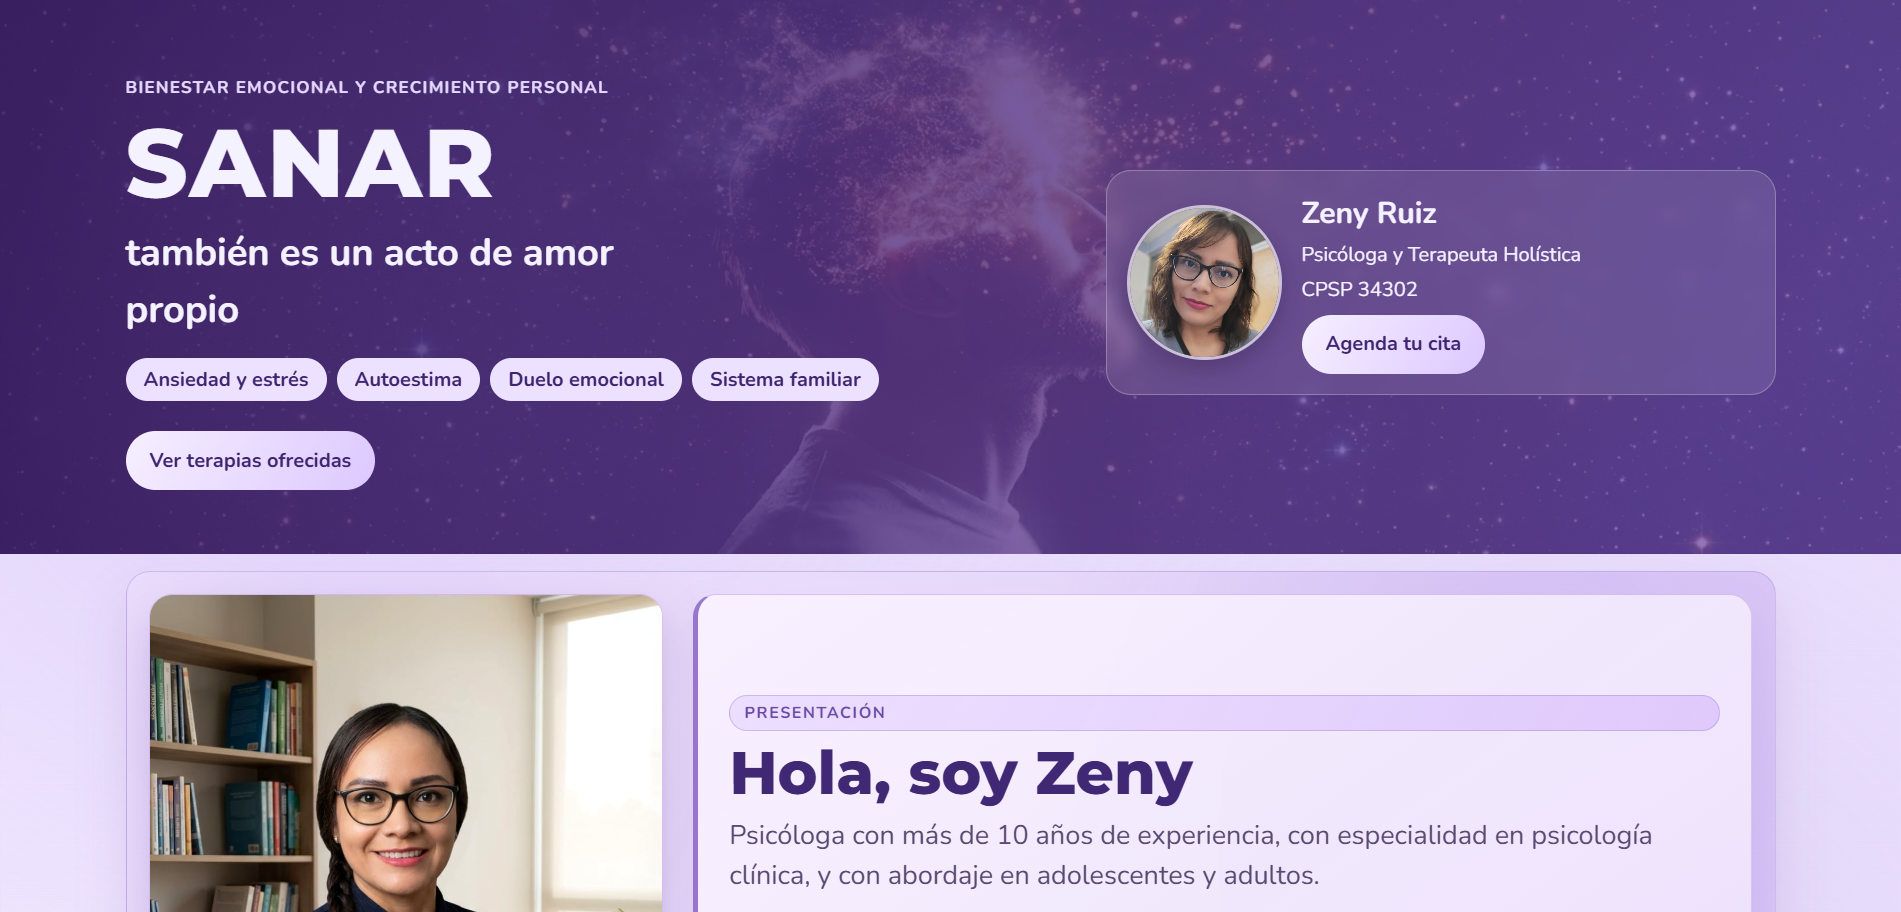 BIENESTAR EMOCIONAL Y CRECIMIENTO PERSONAL
SANAR
también es un acto de amor
propio
Ansiedad y estrés
Autoestima
Duelo emocional
Sistema familiar
Ver terapias ofrecidas
Zeny Ruiz
Psicóloga y Terapeuta Holística
CPSP 34302
Agenda tu cita
PRESENTACIÓN
Hola, soy Zeny
Psicóloga con más de 10 años de experiencia, con especialidad en psicología
clínica, y con abordaje en adolescentes y adultos.